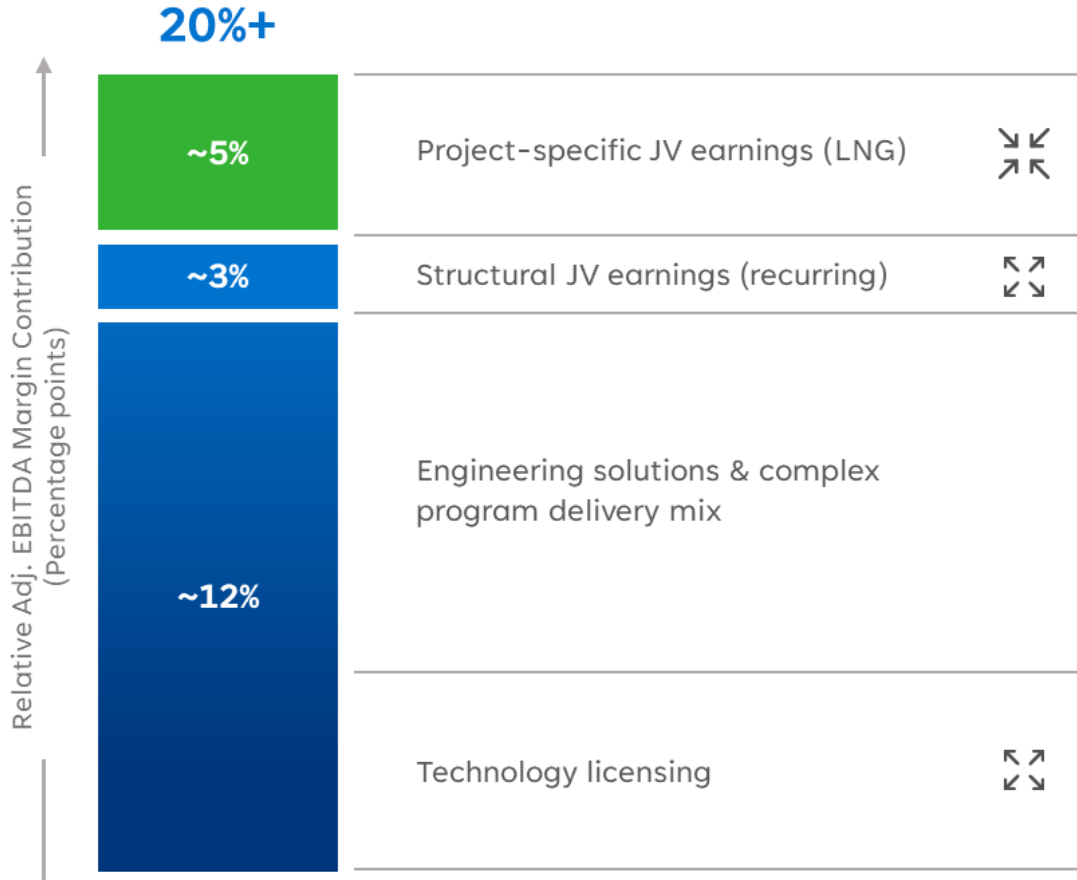 20%+
Relative Adj. EBITDA Margin Contribution
(Percentage points)
~5%
Project-specific JV earnings (LNG)
~3%
Structural JV earnings (recurring)
~12%
Engineering solutions & complex
program delivery mix
Technology licensing